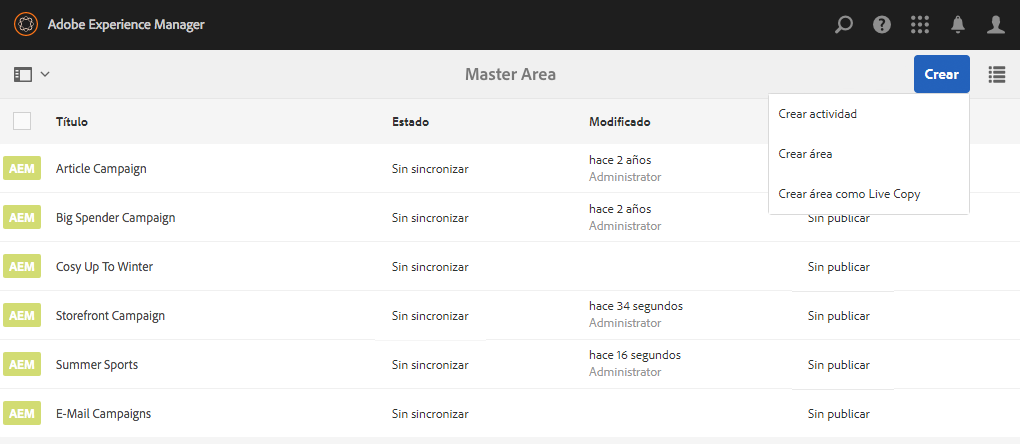 Adobe Experience Manager
Master Area
Crear
Crear actividad
Crear área
Crear área como Live Copy
Título Estado Modificado
AEM Article Campaign Sin sincronizar hace 2 años
Administrator
AEM Big Spender Campaign Sin sincronizar hace 2 años Sin publicar
Administrator
AEM Cosy Up To Winter Sin sincronizar Sin publicar
AEM Storefront Campaign Sin sincronizar hace 34 segundos Sin publicar
Administrator
AEM Summer Sports Sin sincronizar hace 16 segundos Sin publicar
Administrator
AEM E-Mail Campaigns Sin sincronizar Sin publicar